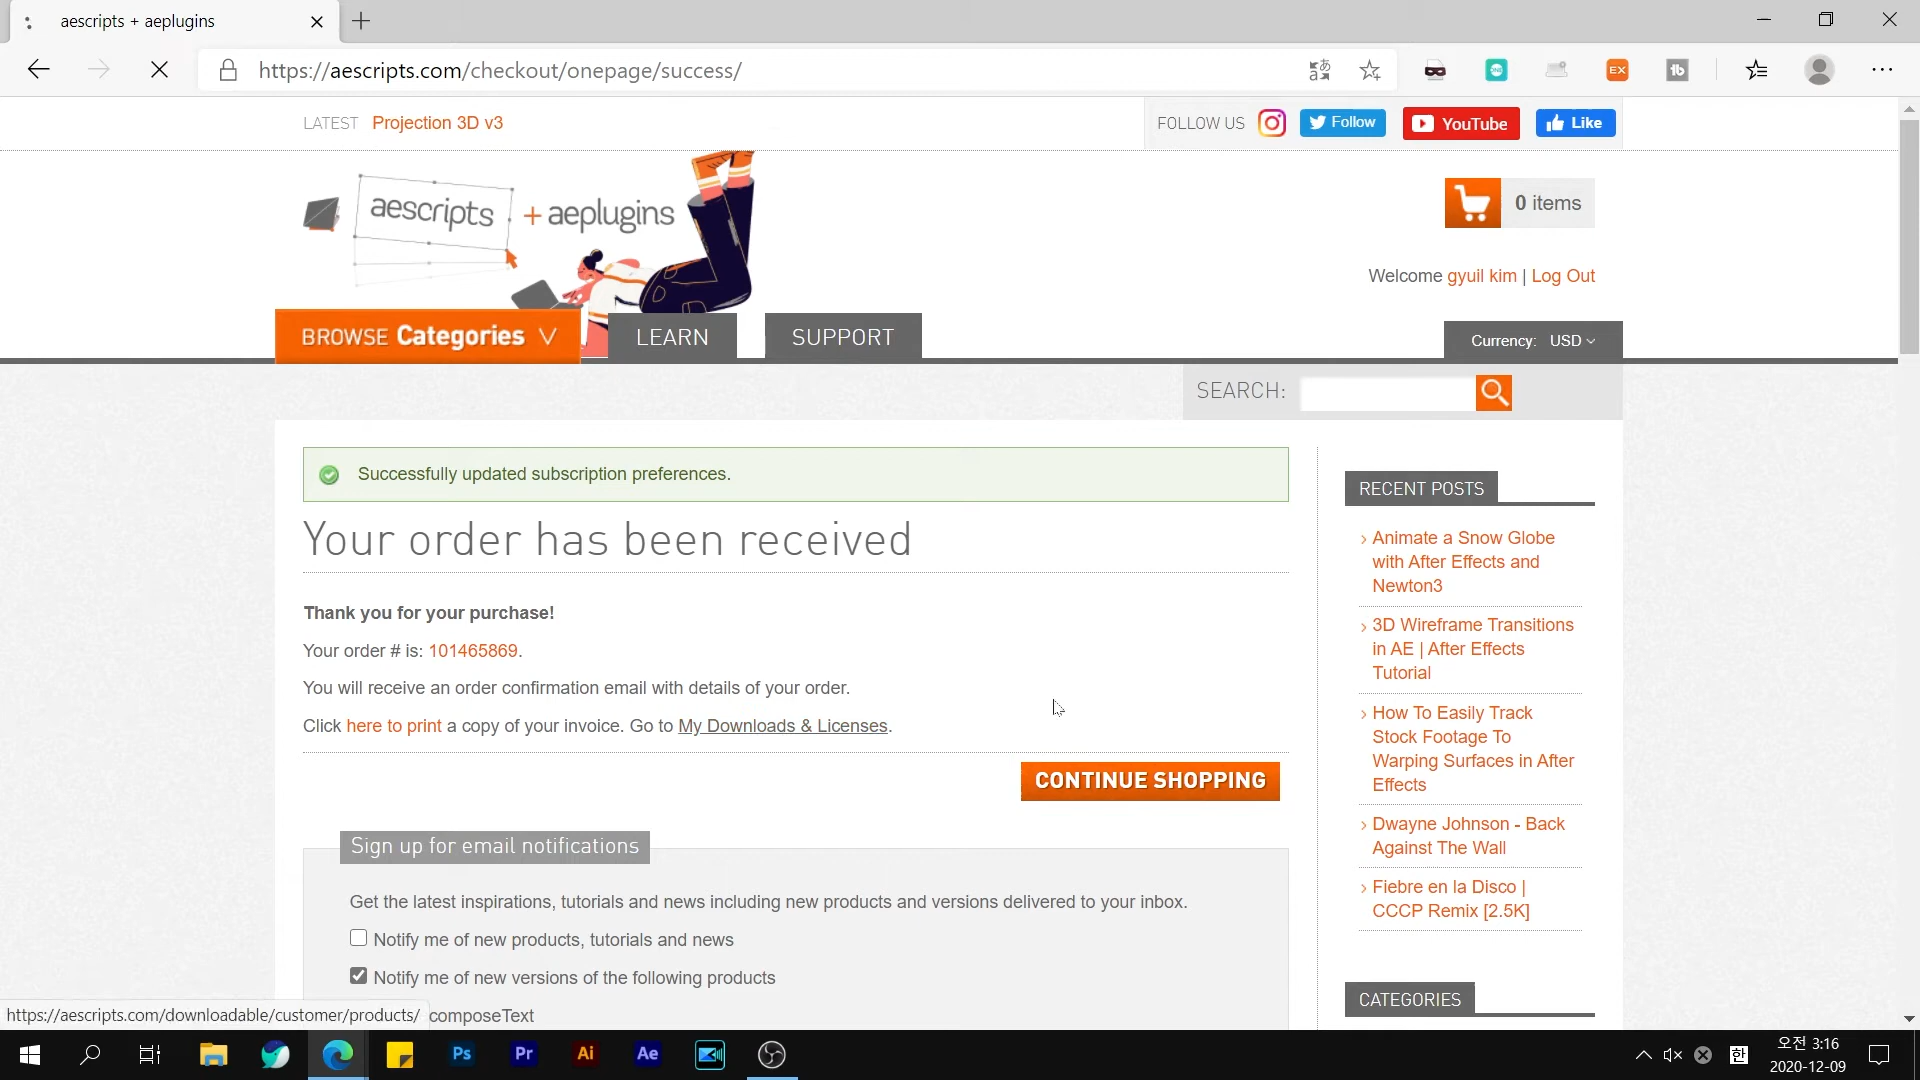 aescripts + aeplugins
https://aescripts.com/checkout/onepage/success/
LATEST Projection 3D v3
FOLLOW US
Follow
YouTube
Like
aescripts + aeplugins
0 items
Welcome gyuil kim | Log Out
BROWSE Categories
LEARN
SUPPORT
Currency: USD
SEARCH:
Successfully updated subscription preferences.
Your order has been received
Thank you for your purchase!
Your order # is: 101465869.
You will receive an order confirmation email with details of your order.
Click here to print a copy of your invoice. Go to My Downloads & Licenses.
CONTINUE SHOPPING
Sign up for email notifications
Get the latest inspirations, tutorials and news including new products and versions delivered to your inbox.
Notify me of new products, tutorials and news
Notify me of new versions of the following products
composeText
RECENT POSTS
Animate a Snow Globe
with After Effects and
Newton3
3D Wireframe Transitions
in AE | After Effects
Tutorial
How To Easily Track
Stock Footage To
Warping Surfaces in After
Effects
Dwayne Johnson - Back
Against The Wall
Fiebre en la Disco |
CCCP Remix [2.5K]
CATEGORIES
https://aescripts.com/downloadable/customer/products/
EX
Ps
Pr
Ai
Ae
한
오전 3:16
2020-12-09